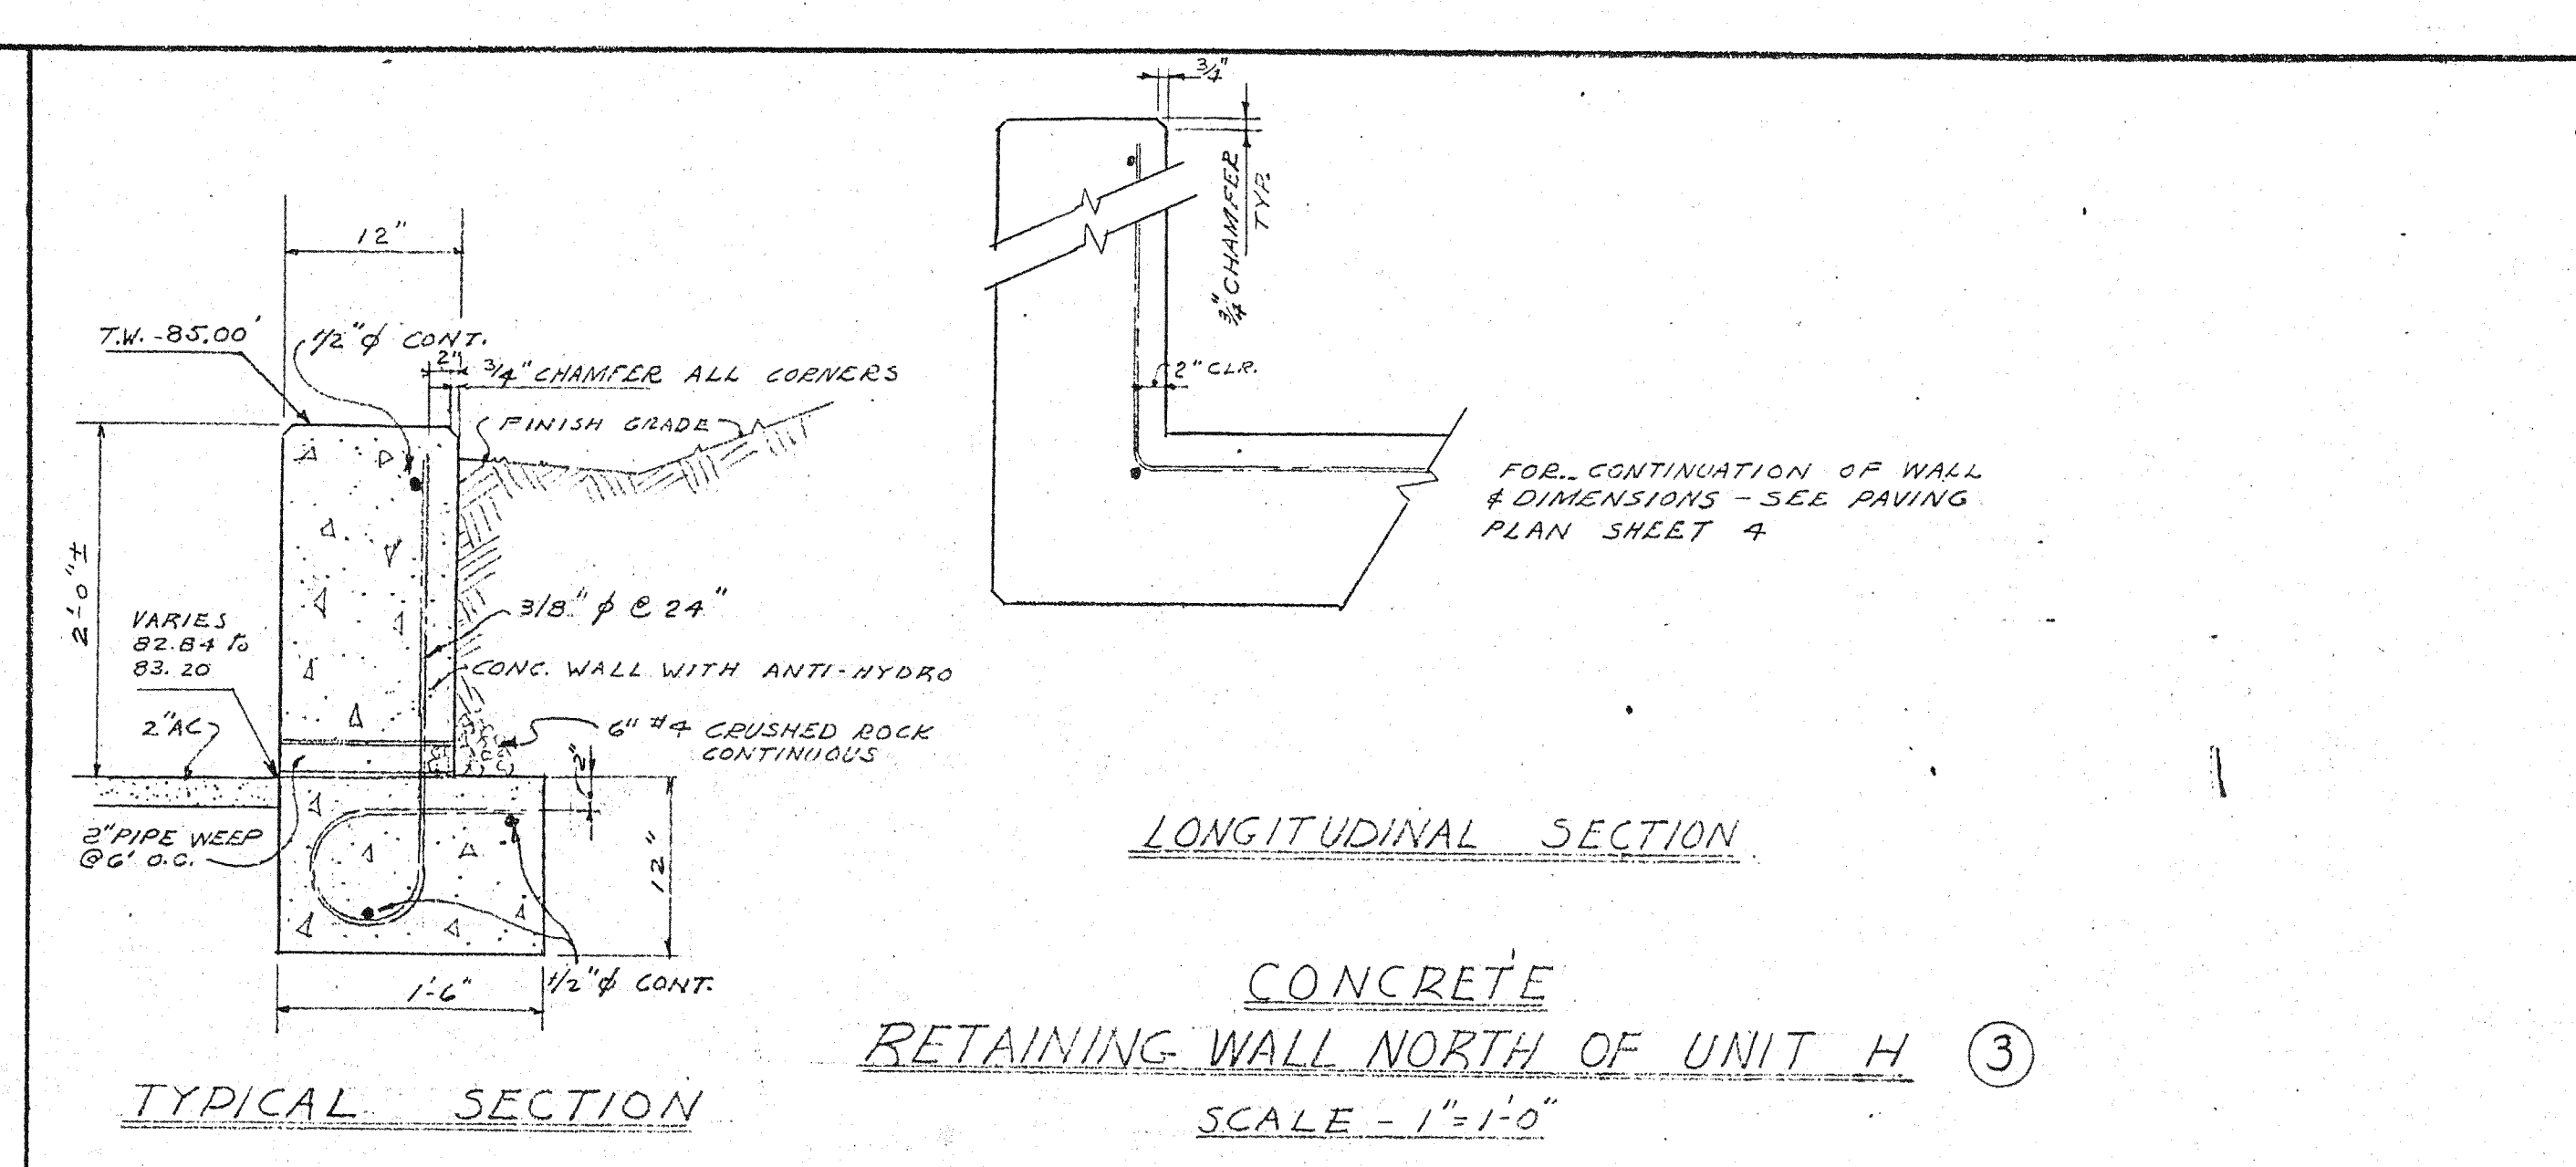 12"
T.W. -85.00'
1/2" ϕ CONT.
2"
3/4" CHAMFER ALL CORNERS
FINISH GRADE
2'-0" ±
VARIES
82.84 to
83.20
3/8" ϕ @ 24"
CONC. WALL WITH ANTI-HYDRO
2" AC
6" #4 CRUSHED ROCK
CONTINUOUS
2"
2" PIPE WEEP
@ 6' O.C.
12"
1'-6"
1/2" ϕ CONT.
TYPICAL SECTION
3/4"
3/4" CHAMFER
TYP.
2" CLR.
FOR CONTINUATION OF WALL
& DIMENSIONS - SEE PAVING
PLAN SHEET 4
LONGITUDINAL SECTION
CONCRETE
RETAINING WALL NORTH OF UNIT H 3
SCALE - 1" = 1'-0"